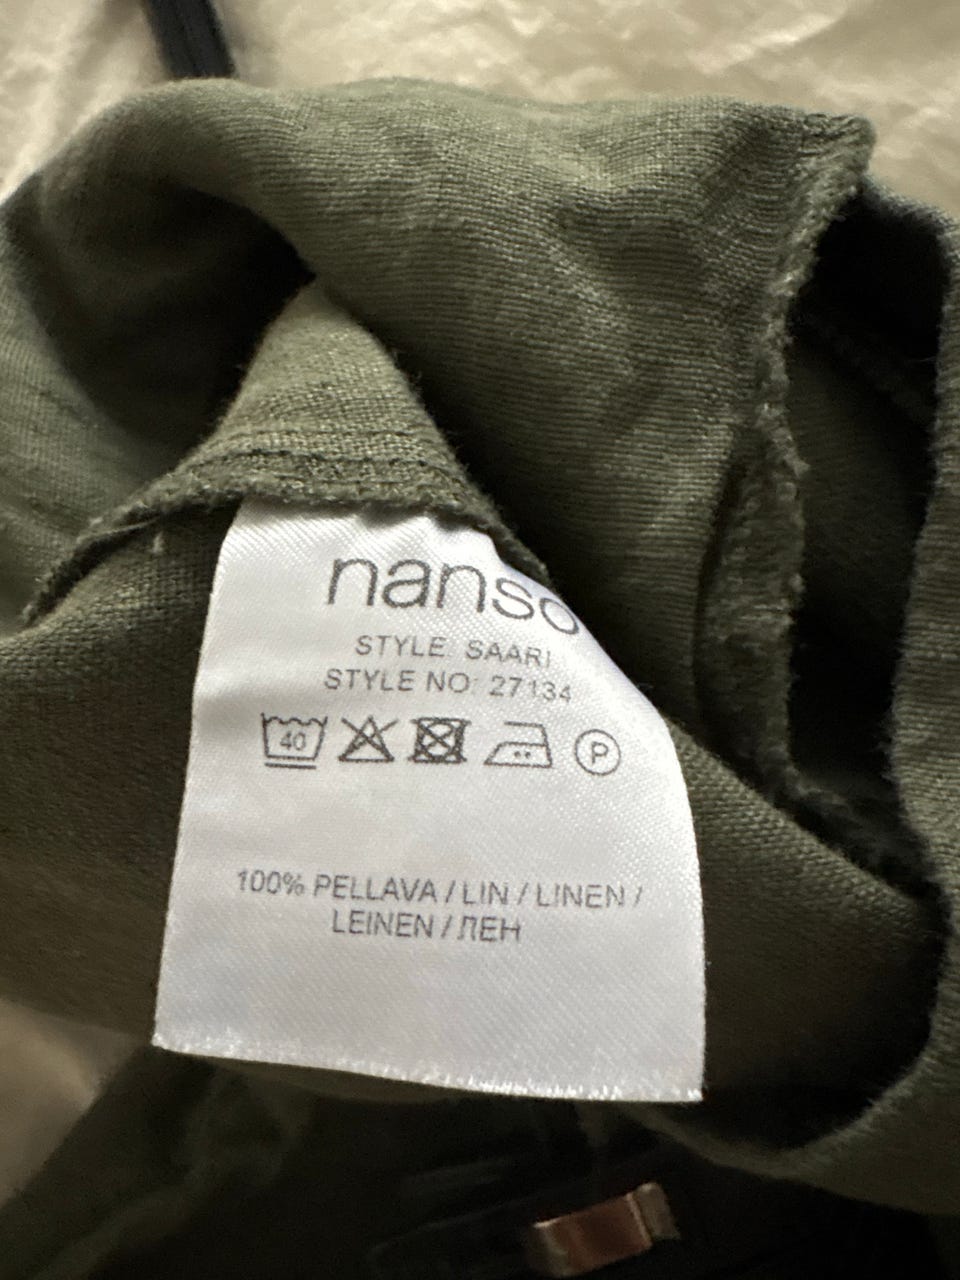 nanso
STYLE: SAARI
STYLE NO: 27134
40 P
100% PELLAVA / LIN / LINEN /
LEINEN / ЛЕН